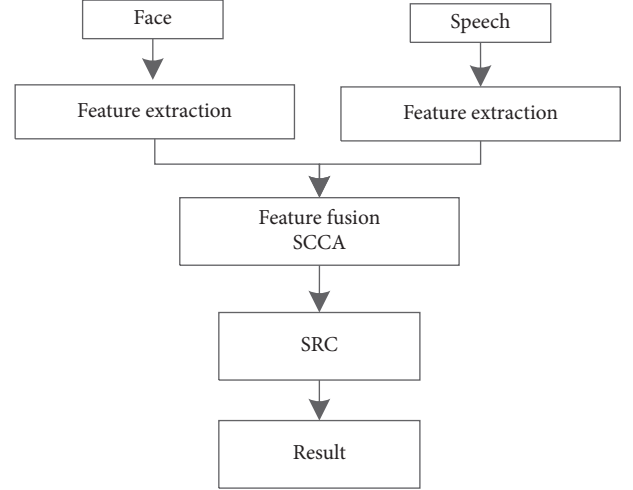 Face
Speech
Feature extraction
Feature extraction
Feature fusion
SCCA
SRC
Result